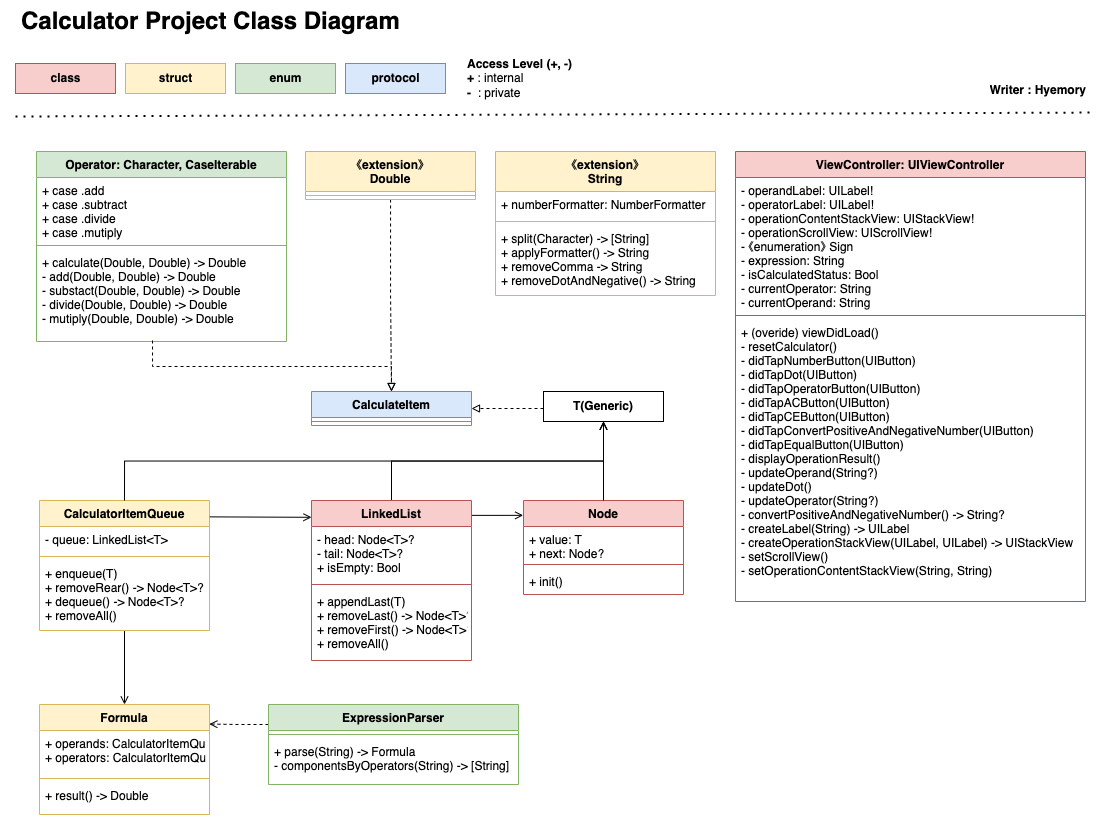 Calculator Project Class Diagram
class
struct
enum
protocol
Access Level (+, -)
+ : internal
- : private
Writer : Hyemory
Operator: Character, CaseIterable
+ case .add
+ case .subtract
+ case .divide
+ case .mutiply
+ calculate(Double, Double) -> Double
- add(Double, Double) -> Double
- substact(Double, Double) -> Double
- divide(Double, Double) -> Double
- mutiply(Double, Double) -> Double
《extension》
Double
《extension》
String
+ numberFormatter: NumberFormatter
+ split(Character) -> [String]
+ applyFormatter() -> String
+ removeComma -> String
+ removeDotAndNegative() -> String
ViewController: UIViewController
- operandLabel: UILabel!
- operatorLabel: UILabel!
- operationContentStackView: UIStackView!
- operationScrollView: UIScrollView!
-《enumeration》Sign
- expression: String
- isCalculatedStatus: Bool
- currentOperator: String
- currentOperand: String
+ (overide) viewDidLoad()
- resetCalculator()
- didTapNumberButton(UIButton)
- didTapDot(UIButton)
- didTapOperatorButton(UIButton)
- didTapACButton(UIButton)
- didTapCEButton(UIButton)
- didTapConvertPositiveAndNegativeNumber(UIButton)
- didTapEqualButton(UIButton)
- displayOperationResult()
- updateOperand(String?)
- updateDot()
- updateOperator(String?)
- convertPositiveAndNegativeNumber() -> String?
- createLabel(String) -> UILabel
- createOperationStackView(UILabel, UILabel) -> UIStackView
- setScrollView()
- setOperationContentStackView(String, String)
CalculateItem
T(Generic)
CalculatorItemQueue
- queue: LinkedList<T>
+ enqueue(T)
+ removeRear() -> Node<T>?
+ dequeue() -> Node<T>?
+ removeAll()
LinkedList
- head: Node<T>?
- tail: Node<T>?
+ isEmpty: Bool
+ appendLast(T)
+ removeLast() -> Node<T>
+ removeFirst() -> Node<T>
+ removeAll()
Node
+ value: T
+ next: Node?
+ init()
Formula
+ operands: CalculatorItemQu
+ operators: CalculatorItemQu
+ result() -> Double
ExpressionParser
+ parse(String) -> Formula
- componentsByOperators(String) -> [String]